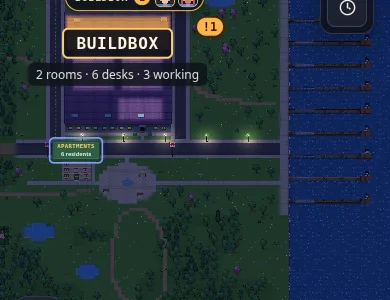 !1
BUILDBOX
2 rooms · 6 desks · 3 working
APARTMENTS
6 residents